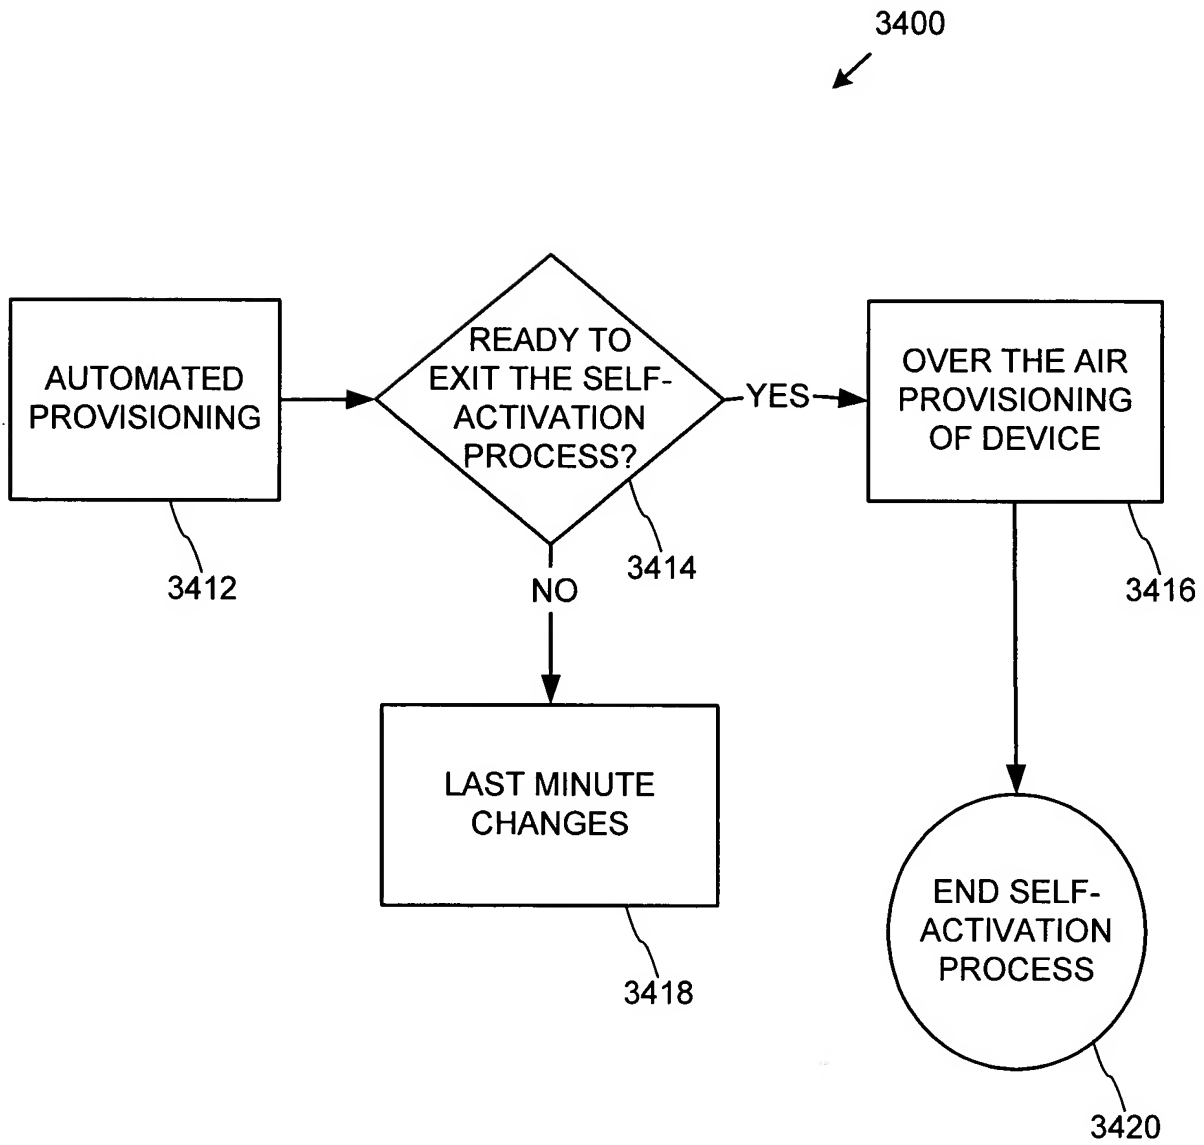 3400
AUTOMATED
PROVISIONING
3412
READY TO
EXIT THE SELF-
ACTIVATION
PROCESS?
3414
YES
OVER THE AIR
PROVISIONING
OF DEVICE
3416
NO
LAST MINUTE
CHANGES
3418
END SELF-
ACTIVATION
PROCESS
3420